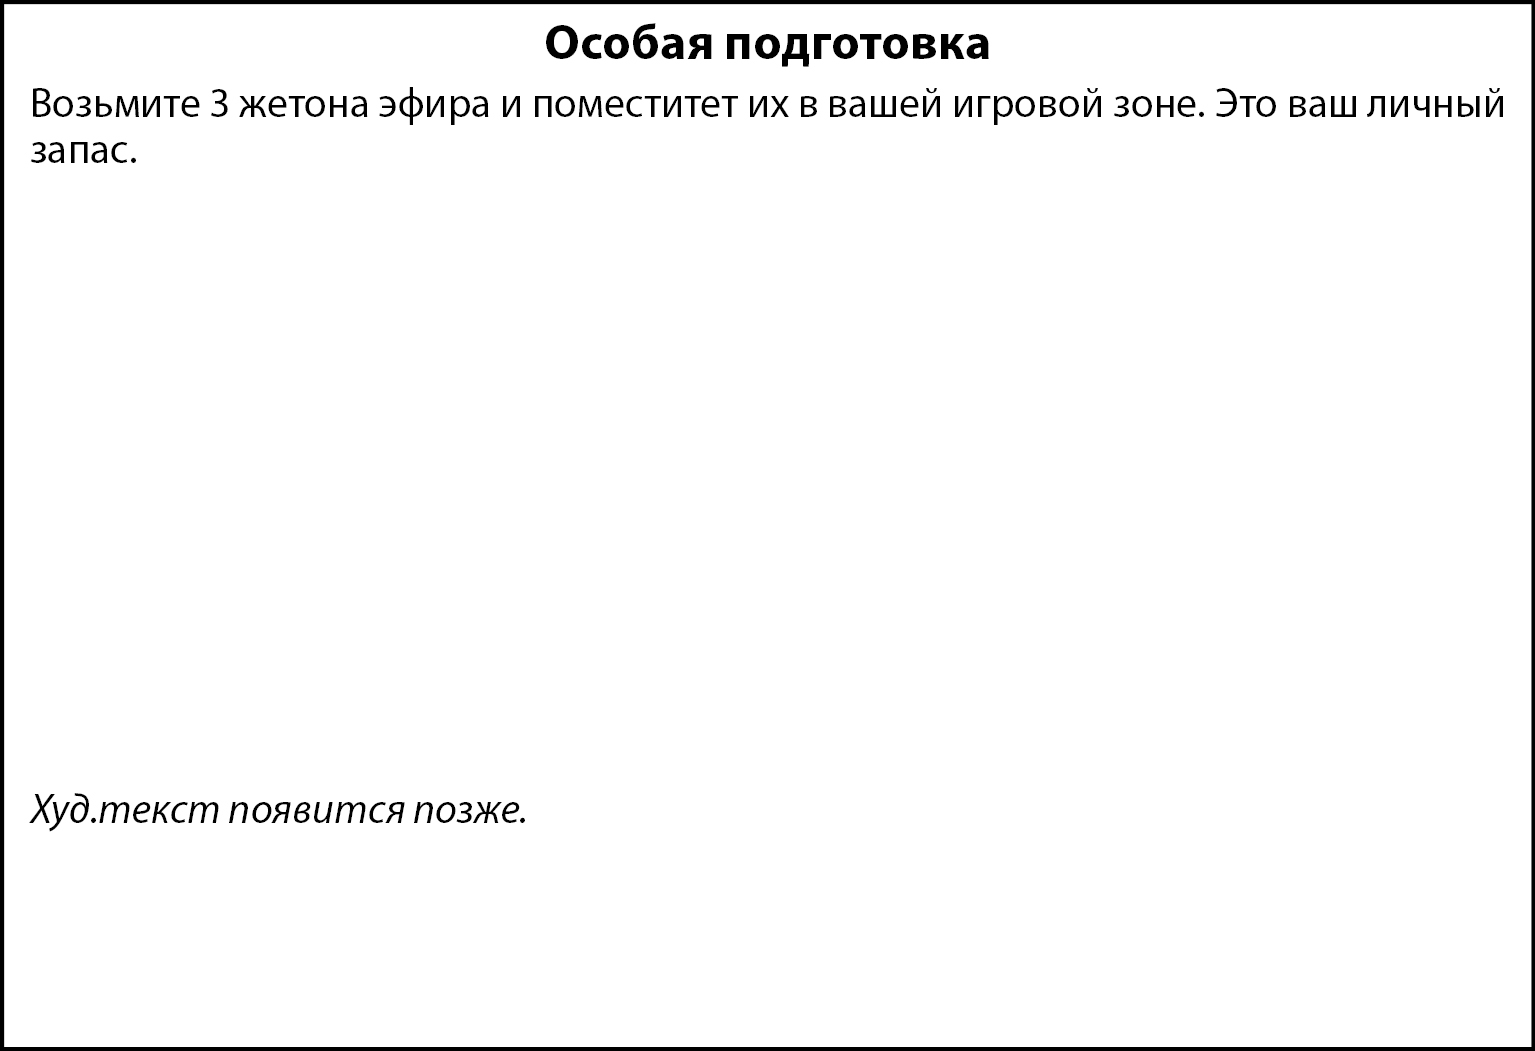 Особая подготовка
Возьмите 3 жетона эфира и поместитет их в вашей игровой зоне. Это ваш личный
запас.
Худ.текст появится позже.